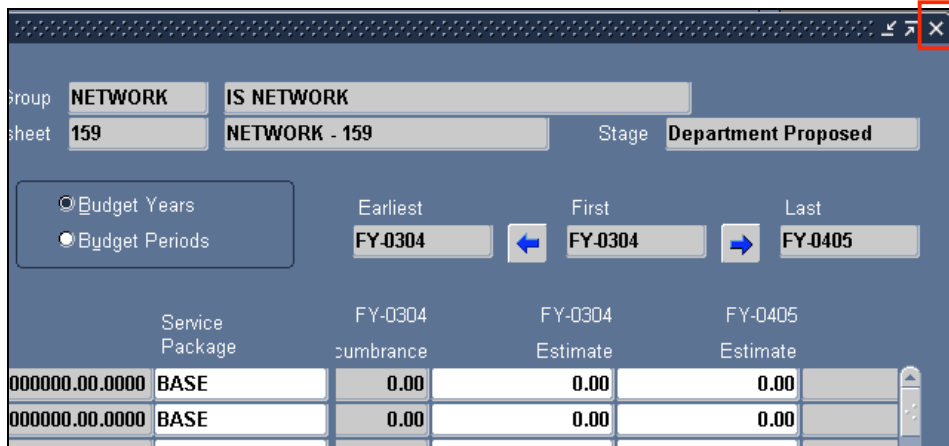 Group NETWORK IS NETWORK
sheet 159 NETWORK - 159 Stage Department Proposed
Budget Years
Budget Periods
Earliest First Last
FY-0304 FY-0304 FY-0405
Service Package
FY-0304 FY-0304 FY-0405
cumbrance Estimate Estimate
000000.00.0000 BASE 0.00 0.00 0.00
000000.00.0000 BASE 0.00 0.00 0.00